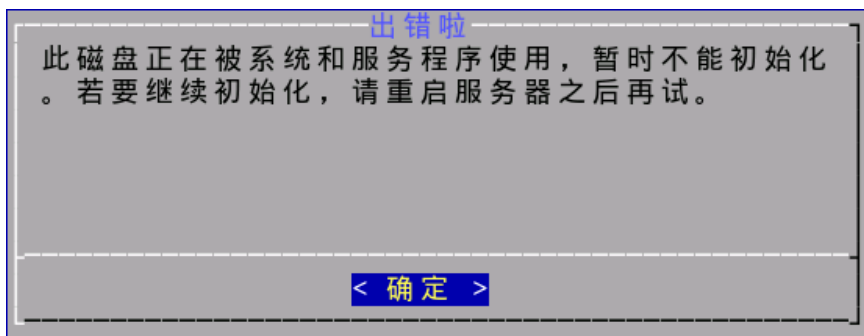 出错啦
此磁盘正在被系统和服务程序使用，暂时不能初始化
。若要继续初始化，请重启服务器之后再试。
< 确定 >